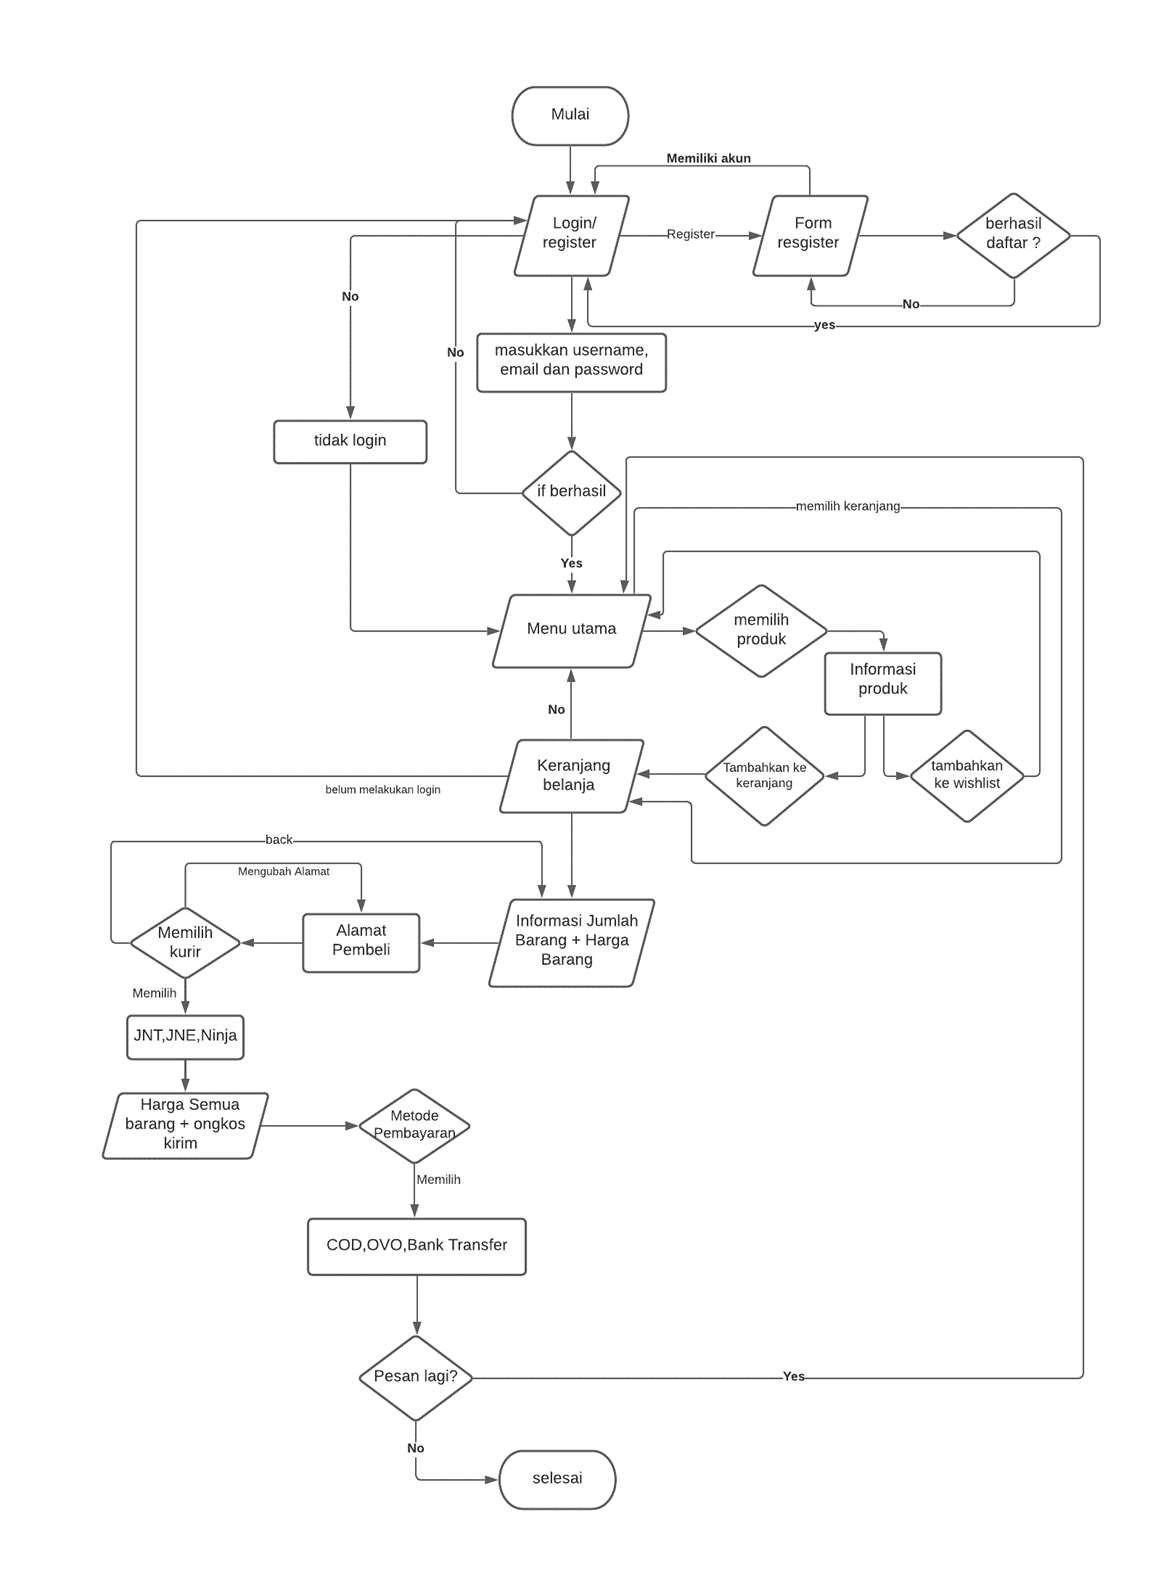 Mulai
Memiliki akun
Login/
register
Register
Form
resgister
berhasil
daftar ?
No
No
yes
No
masukkan username,
email dan password
tidak login
if berhasil
memilih keranjang
Yes
Menu utama
memilih
produk
Informasi
produk
No
Keranjang
belanja
Tambahkan ke
keranjang
tambahkan
ke wishlist
belum melakukan login
back
Mengubah Alamat
Memilih
kurir
Alamat
Pembeli
Informasi Jumlah
Barang + Harga
Barang
Memilih
JNT,JNE,Ninja
Harga Semua
barang + ongkos
kirim
Metode
Pembayaran
Memilih
COD,OVO,Bank Transfer
Pesan lagi?
Yes
No
selesai